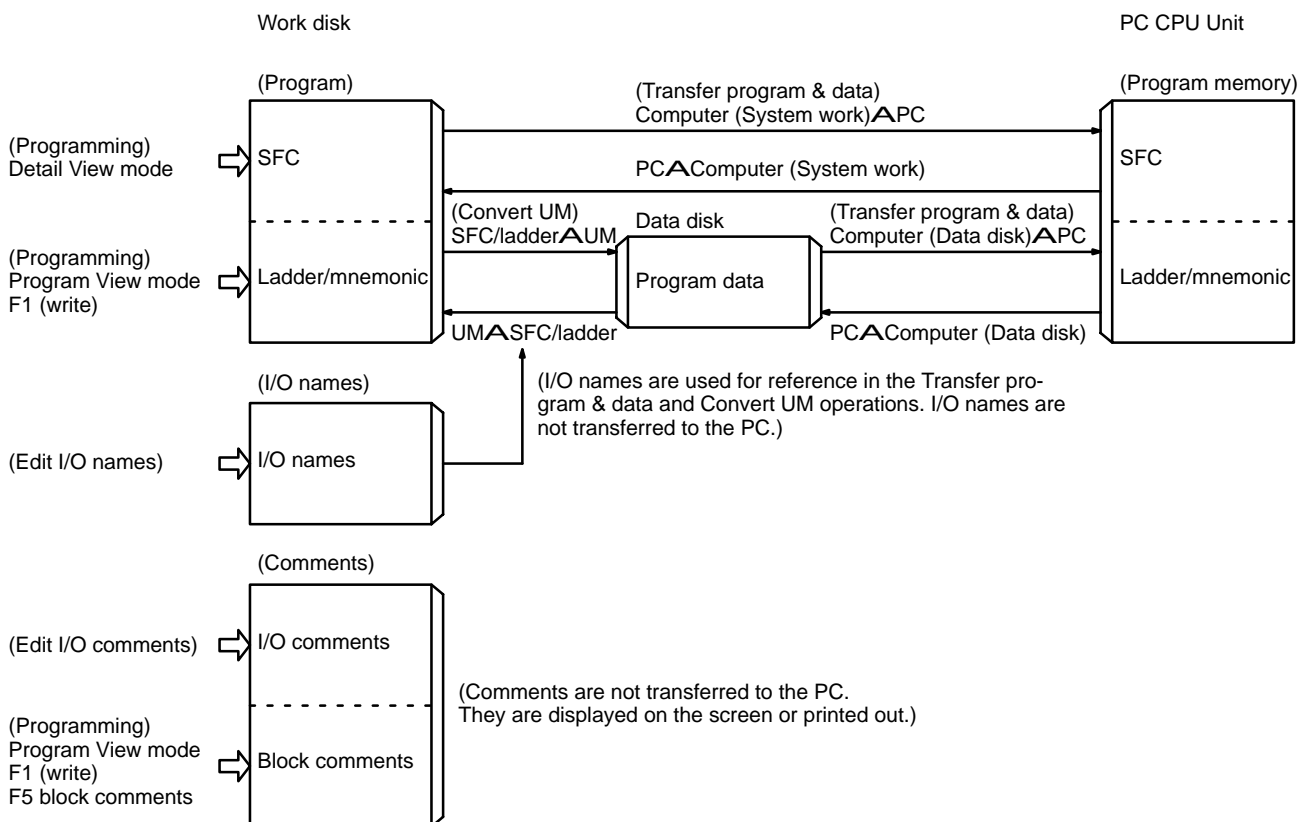 Work disk
PC CPU Unit
(Program)
(Program memory)
(Transfer program & data)
Computer (System work)APC
(Programming)
Detail View mode
SFC
SFC
PCAComputer (System work)
(Convert UM)
SFC/ladderAUM
Data disk
(Transfer program & data)
Computer (Data disk)APC
(Programming)
Program View mode
F1 (write)
Ladder/mnemonic
Program data
Ladder/mnemonic
UMASFC/ladder
PCAComputer (Data disk)
(I/O names)
(I/O names are used for reference in the Transfer pro-
gram & data and Convert UM operations. I/O names are
not transferred to the PC.)
(Edit I/O names)
I/O names
(Comments)
(Edit I/O comments)
I/O comments
(Comments are not transferred to the PC.
They are displayed on the screen or printed out.)
(Programming)
Program View mode
F1 (write)
F5 block comments
Block comments